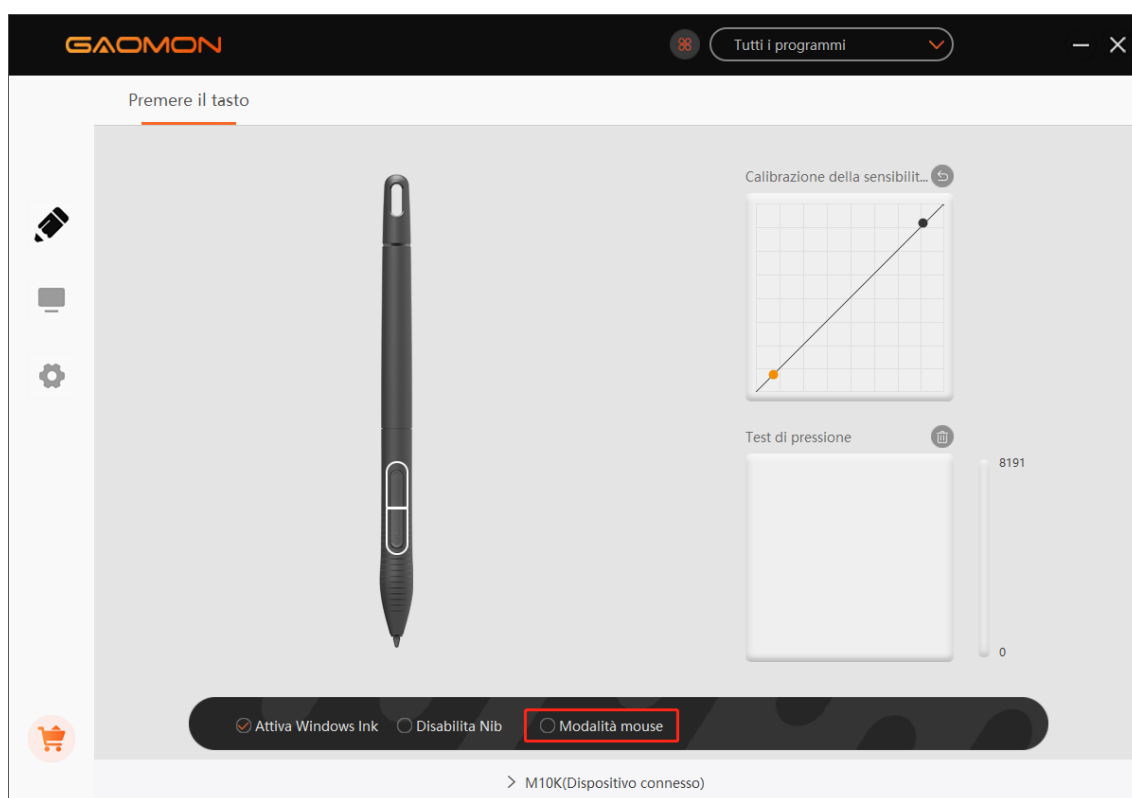 GAOMON
Tutti i programmi
Premere il tasto
Calibrazione della sensibilit...
Test di pressione
8191
0
Attiva Windows Ink Disabilita Nib Modalità mouse
M10K(Dispositivo connesso)